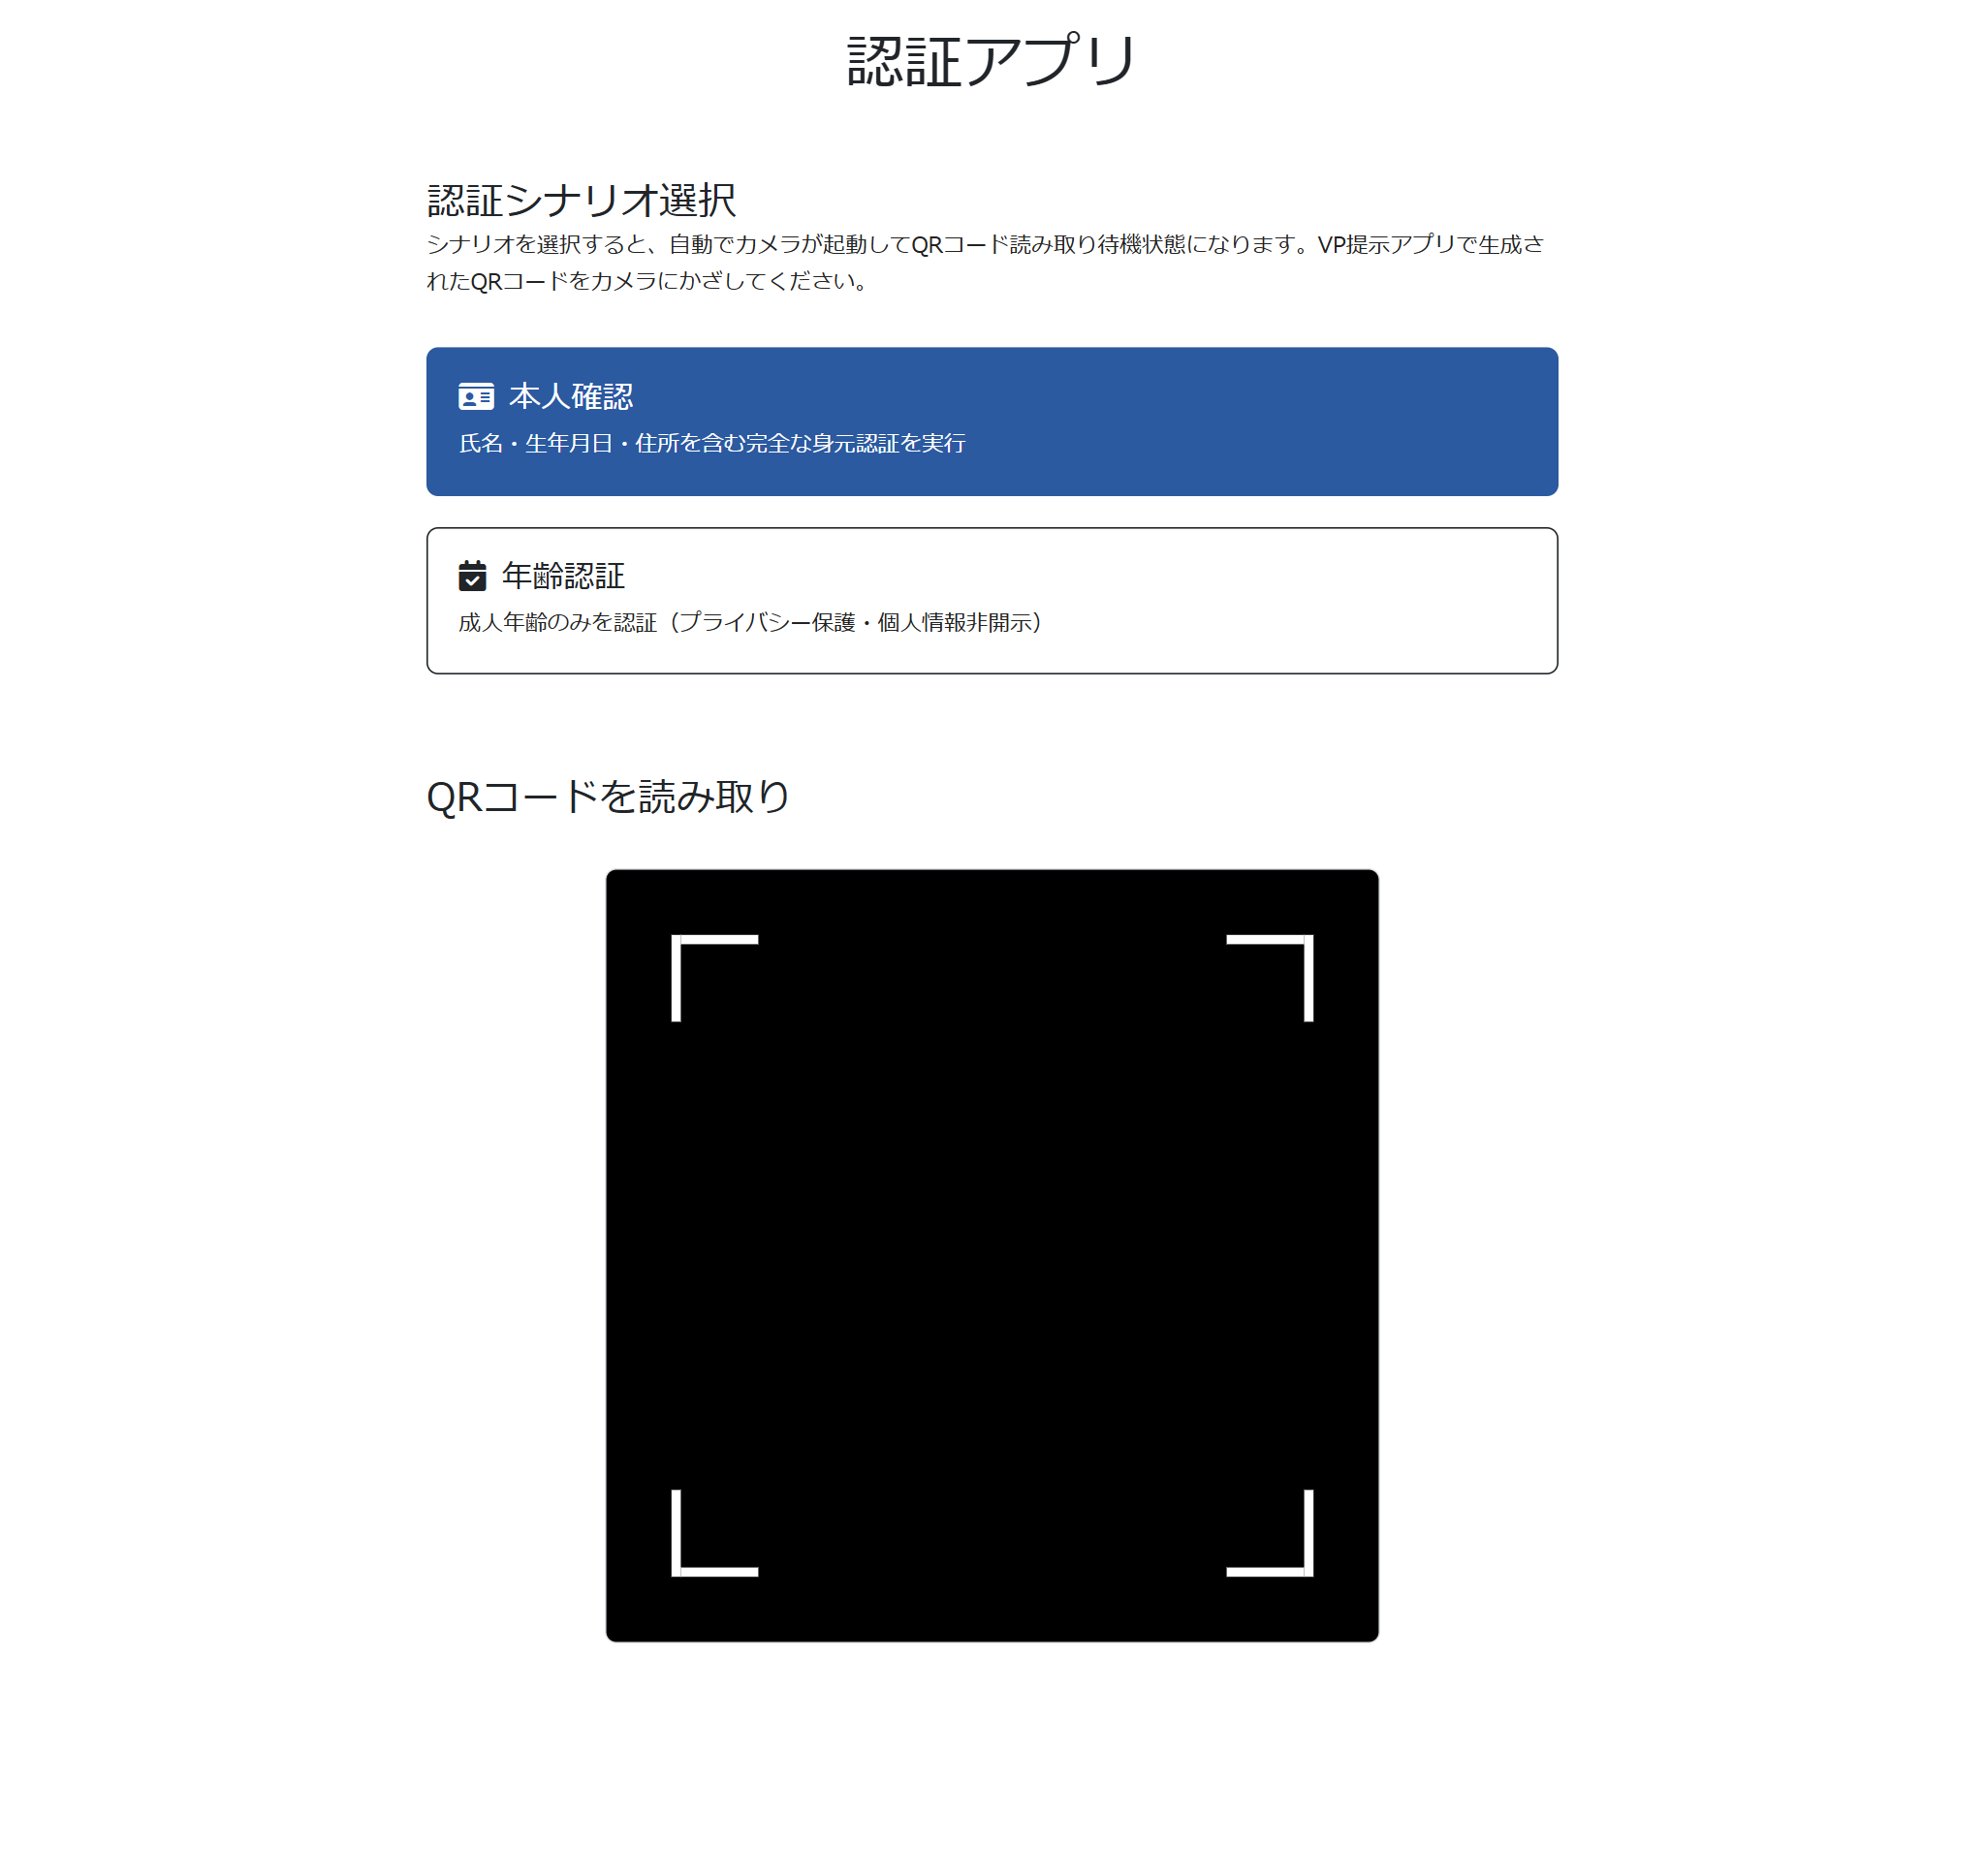 認証アプリ
認証シナリオ選択
シナリオを選択すると、自動でカメラが起動してQRコード読み取り待機状態になります。VP提示アプリで生成さ
れたQRコードをカメラにかざしてください。
本人確認
氏名・生年月日・住所を含む完全な身元認証を実行
年齢認証
成人年齢のみを認証（プライバシー保護・個人情報非開示）
QRコードを読み取り